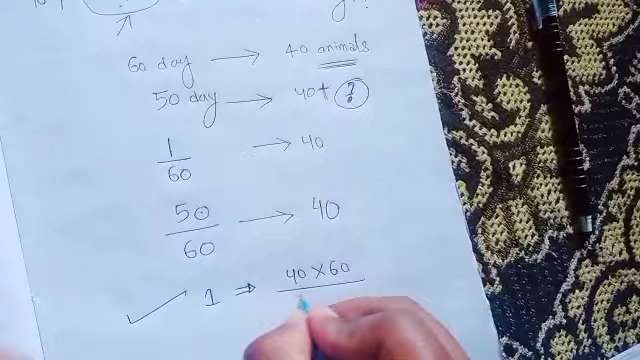 60 day → 40 animals
50 day → 40+ ?
1/60 → 40
50/60 → 40
✓ 1 ⇒ 40 × 60